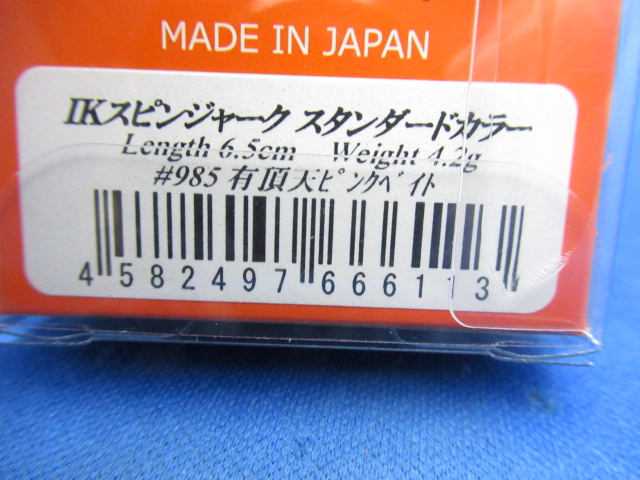 MADE IN JAPAN
IKスピンジャーク スタンダードカラー
Length 6.5cm Weight 4.2g
#985 有頂天ピンクベイト
4 582497 666113